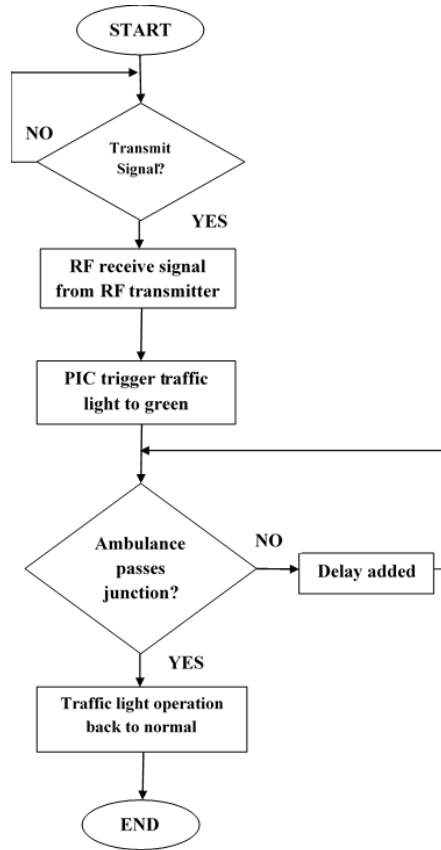 START
NO
Transmit
Signal?
YES
RF receive signal
from RF transmitter
PIC trigger traffic
light to green
Ambulance
passes
junction?
NO
Delay added
YES
Traffic light operation
back to normal
END